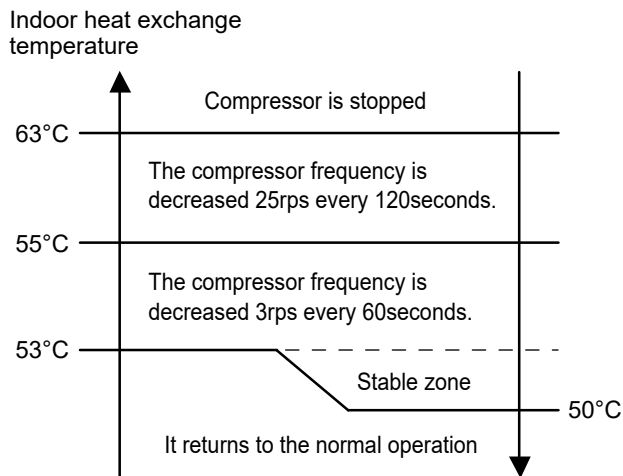 Indoor heat exchange
temperature
Compressor is stopped
63°C
The compressor frequency is
decreased 25rps every 120seconds.
55°C
The compressor frequency is
decreased 3rps every 60seconds.
53°C
Stable zone
50°C
It returns to the normal operation